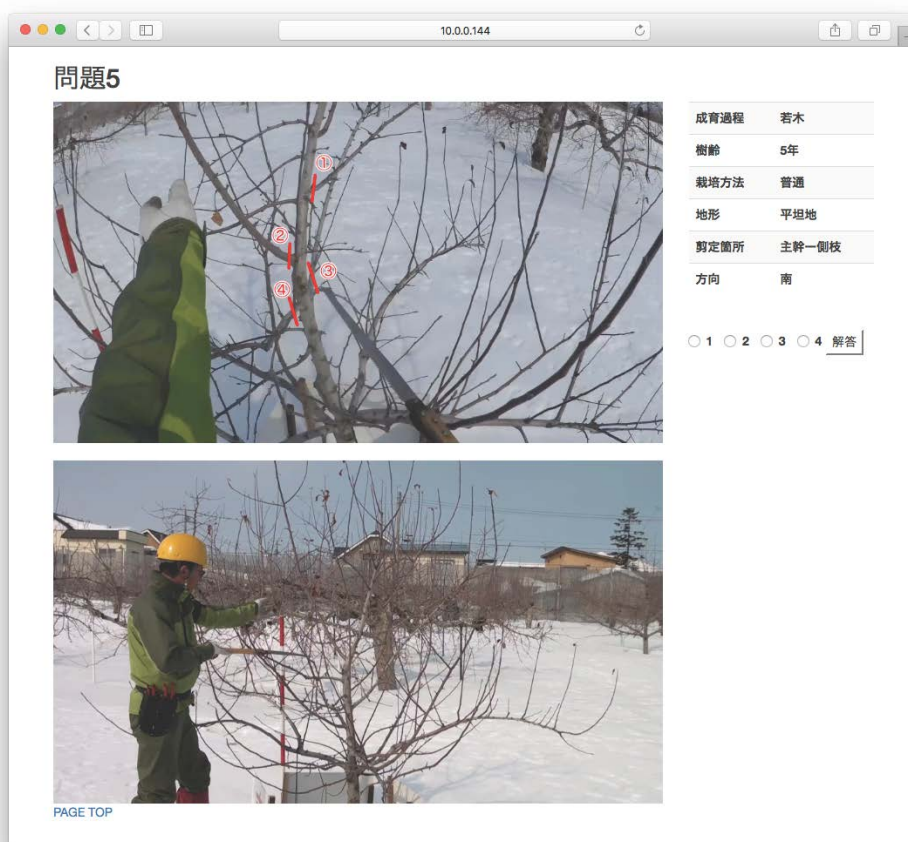 10.0.0.144
問題5
①
②
③
④
成育過程 若木
樹齢 5年
栽培方法 普通
地形 平坦地
剪定箇所 主幹ー側枝
方向 南
1 2 3 4 解答
PAGE TOP